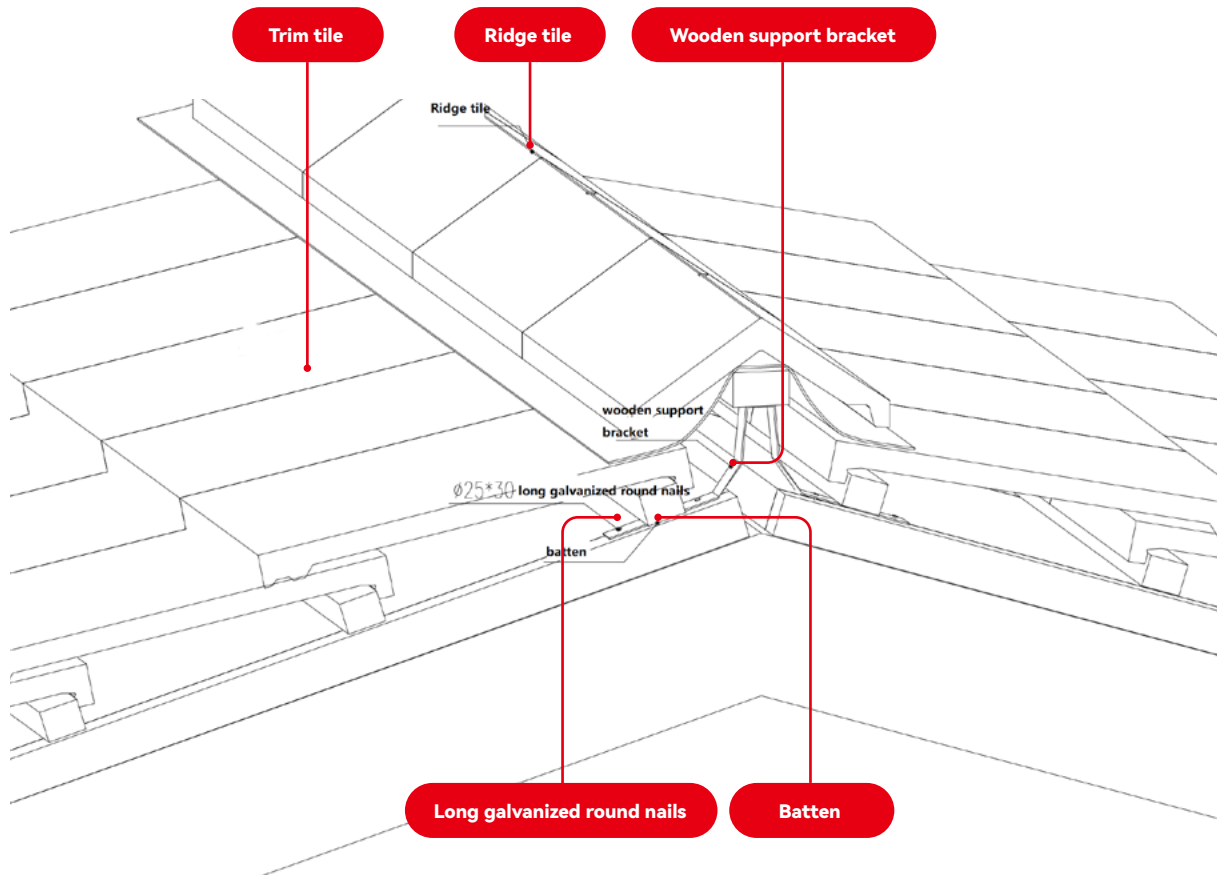 Trim tile
Ridge tile
Wooden support bracket
Ridge tile
wooden support
bracket
Ø25*30 long galvanized round nails
batten
Long galvanized round nails
Batten